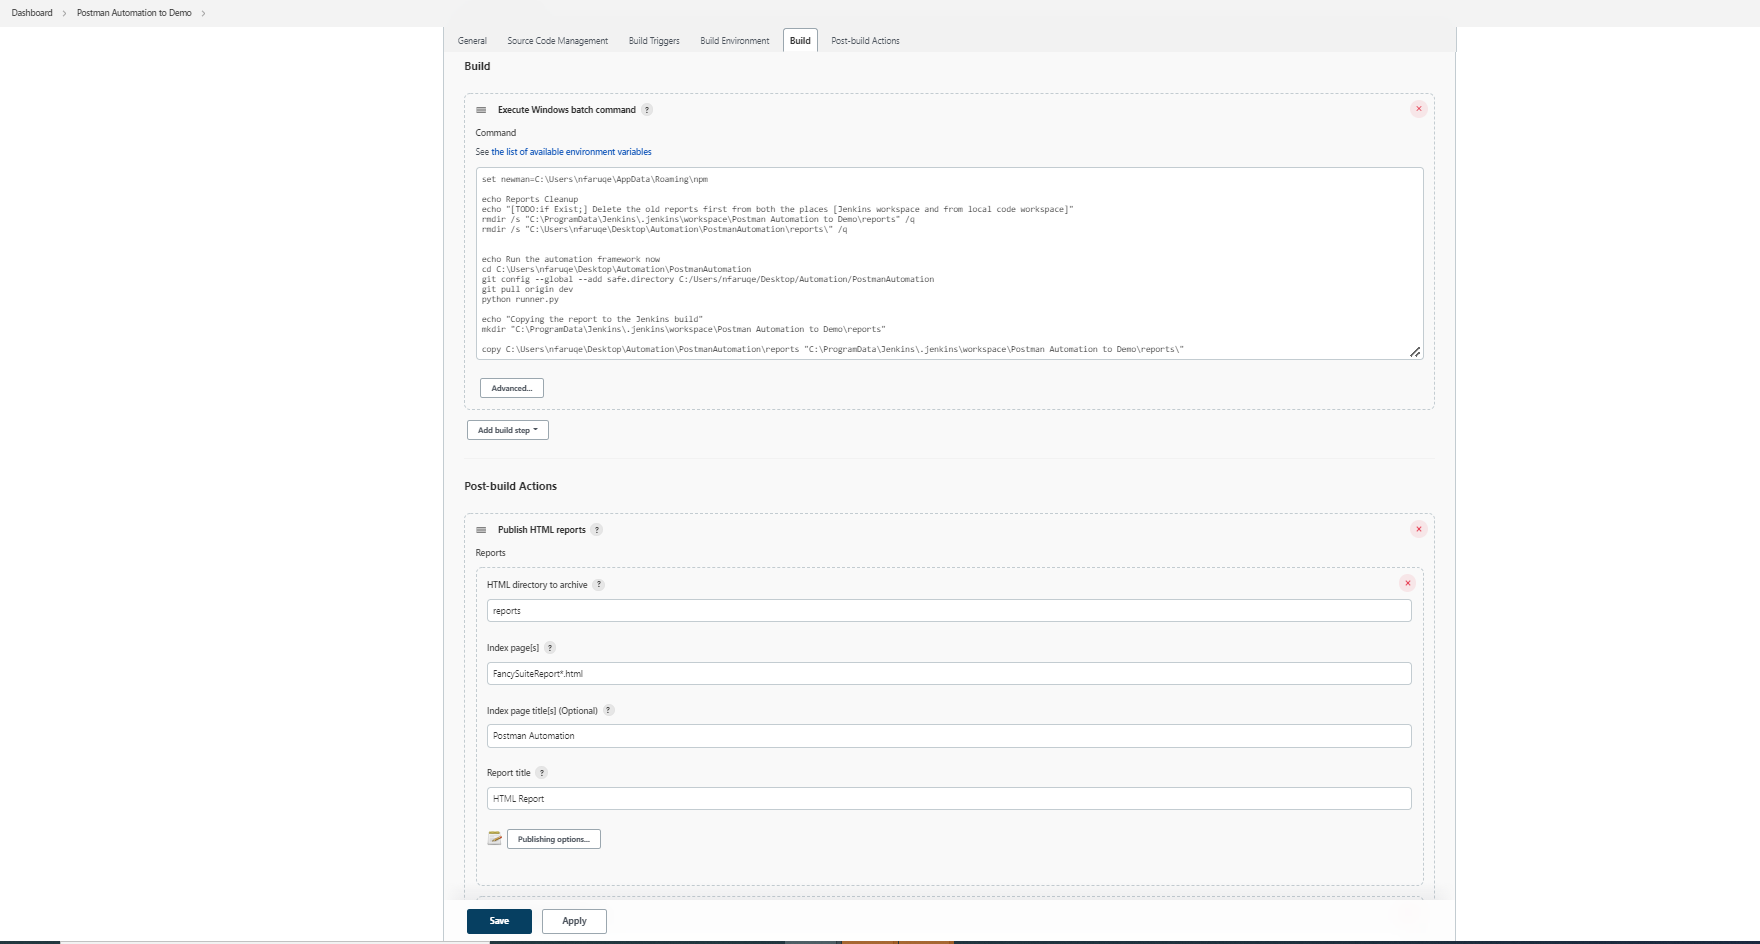 Dashboard > Postman Automation to Demo >
General Source Code Management Build Triggers Build Environment Build Post-build Actions
Build
Execute Windows batch command ?
Command
See the list of available environment variables
set newman=C:\Users\nfaruqe\AppData\Roaming\npm
echo Reports Cleanup
echo "[TODO:if Exist;] Delete the old reports first from both the places [Jenkins workspace and from local code workspace]"
rmdir /s "C:\ProgramData\Jenkins\.jenkins\workspace\Postman Automation to Demo\reports" /q
rmdir /s "C:\Users\nfaruqe\Desktop\Automation\PostmanAutomation\reports\" /q
echo Run the automation framework now
cd C:\Users\nfaruqe\Desktop\Automation\PostmanAutomation
git config --global --add safe.directory C:/Users/nfaruqe/Desktop/Automation/PostmanAutomation
git pull origin dev
python runner.py
echo "Copying the report to the Jenkins build"
mkdir "C:\ProgramData\Jenkins\.jenkins\workspace\Postman Automation to Demo\reports"
copy C:\Users\nfaruqe\Desktop\Automation\PostmanAutomation\reports "C:\ProgramData\Jenkins\.jenkins\workspace\Postman Automation to Demo\reports\"
Advanced...
Add build step
Post-build Actions
Publish HTML reports ?
Reports
HTML directory to archive ?
reports
Index page[s] ?
FancySuiteReport*.html
Index page title[s] (Optional) ?
Postman Automation
Report title ?
HTML Report
Publishing options...
Save Apply